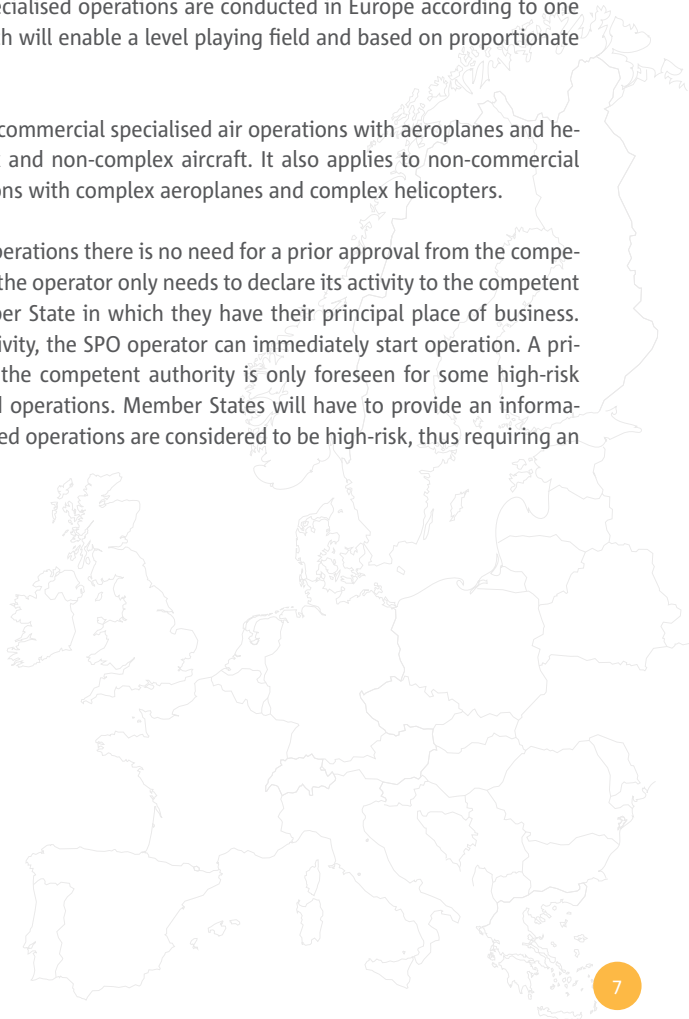 ecialised operations are conducted in Europe according to one
h will enable a level playing field and based on proportionate
commercial specialised air operations with aeroplanes and he-
and non-complex aircraft. It also applies to non-commercial
ons with complex aeroplanes and complex helicopters.
perations there is no need for a prior approval from the compe-
the operator only needs to declare its activity to the competent
er State in which they have their principal place of business.
ivity, the SPO operator can immediately start operation. A pri-
the competent authority is only foreseen for some high-risk
d operations. Member States will have to provide an informa-
ed operations are considered to be high-risk, thus requiring an
7